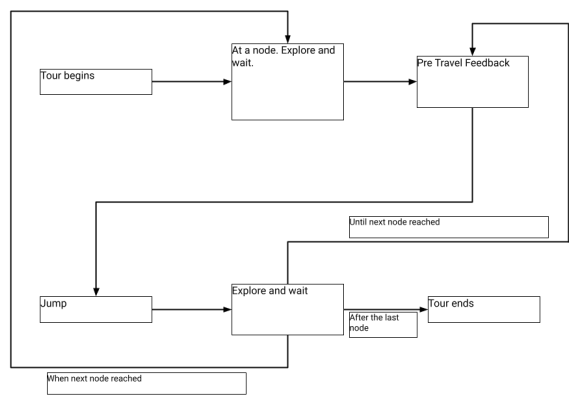 At a node. Explore and
wait.
Pre Travel Feedback
Tour begins
Until next node reached
Explore and wait
Jump
Tour ends
After the last
node
When next node reached